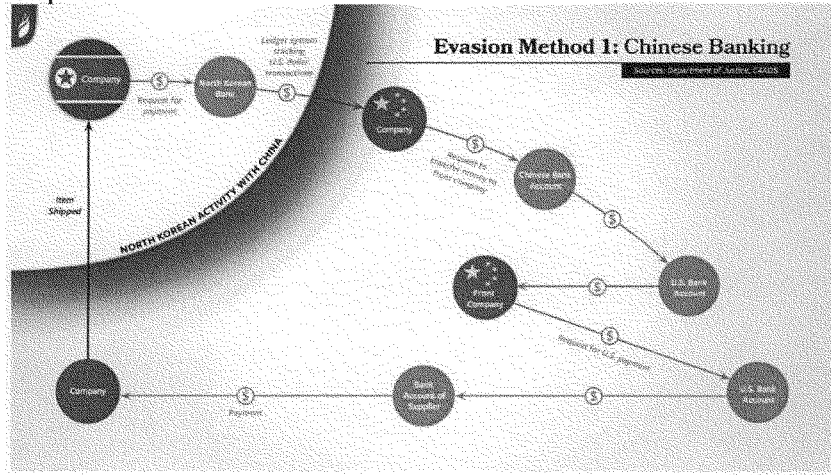 Evasion Method 1: Chinese Banking
Sources: Department of Justice, C4ADS
Company
Request for
payment
North Korean
Bank
Ledger system
tracking
U.S. dollar
transactions
Company
Request to
transfer money to
front company
Chinese Bank
Account
U.S. Bank
Account
Front
Company
Request for U.S. payment
U.S. Bank
Account
Bank
Account of
Supplier
Payment
Company
Item
Shipped
NORTH KOREAN ACTIVITY WITH CHINA
$
$
$
$
$
$
$
$